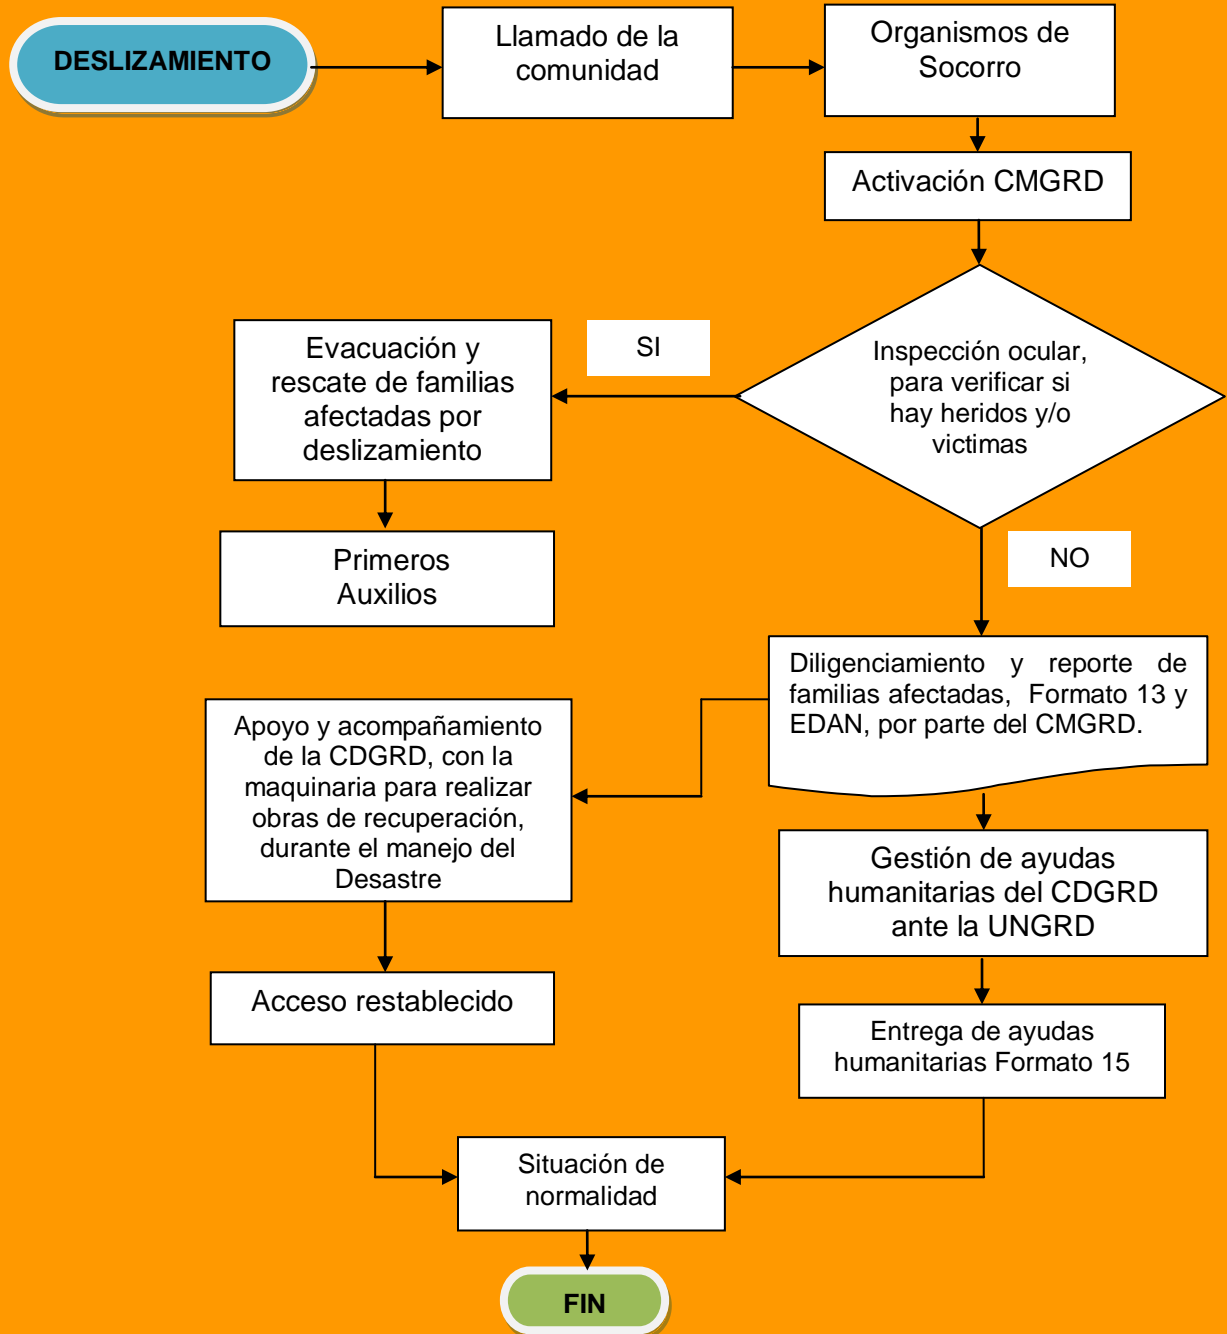 DESLIZAMIENTO
Llamado de la
comunidad
Organismos de
Socorro
Activación CMGRD
Inspección ocular,
para verificar si
hay heridos y/o
victimas
SI
Evacuación y
rescate de familias
afectadas por
deslizamiento
Primeros
Auxilios
NO
Diligenciamiento y reporte de
familias afectadas, Formato 13 y
EDAN, por parte del CMGRD.
Apoyo y acompañamiento
de la CDGRD, con la
maquinaria para realizar
obras de recuperación,
durante el manejo del
Desastre
Gestión de ayudas
humanitarias del CDGRD
ante la UNGRD
Acceso restablecido
Entrega de ayudas
humanitarias Formato 15
Situación de
normalidad
FIN